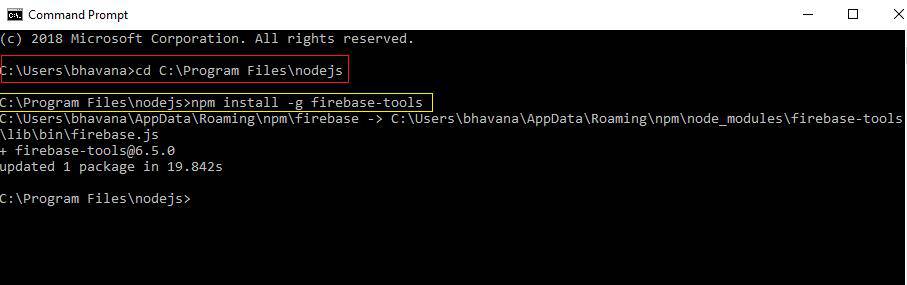 Command Prompt
(c) 2018 Microsoft Corporation. All rights reserved.
C:\Users\bhavana>cd C:\Program Files\nodejs
C:\Program Files\nodejs>npm install -g firebase-tools
C:\Users\bhavana\AppData\Roaming\npm\firebase -> C:\Users\bhavana\AppData\Roaming\npm\node_modules\firebase-tools
\lib\bin\firebase.js
+ firebase-tools@6.5.0
updated 1 package in 19.842s
C:\Program Files\nodejs>